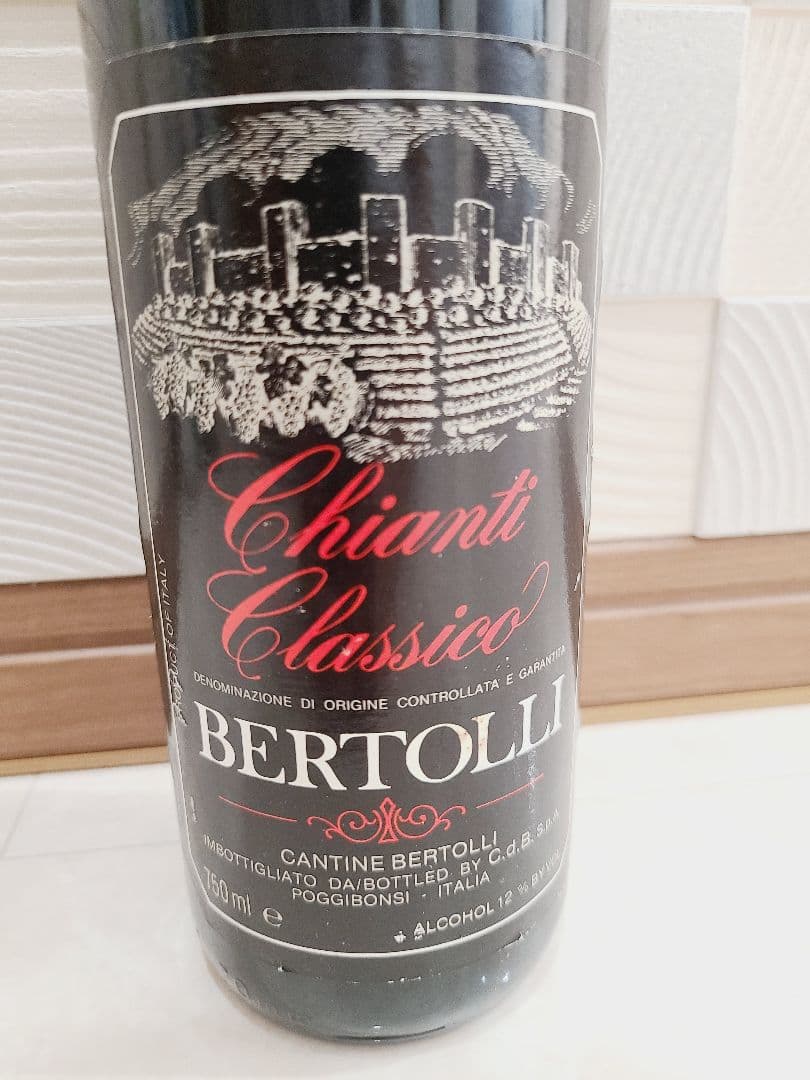 Chianti
Classico
DENOMINAZIONE DI ORIGINE CONTROLLATA E GARANTITA
BERTOLLI
CANTINE BERTOLLI
IMBOTTIGLIATO DA/BOTTLED BY C.d.B. S.p.A.
POGGIBONSI - ITALIA
750 ml e
ALCOHOL 12 % BY VOL
PRODUCT OF ITALY